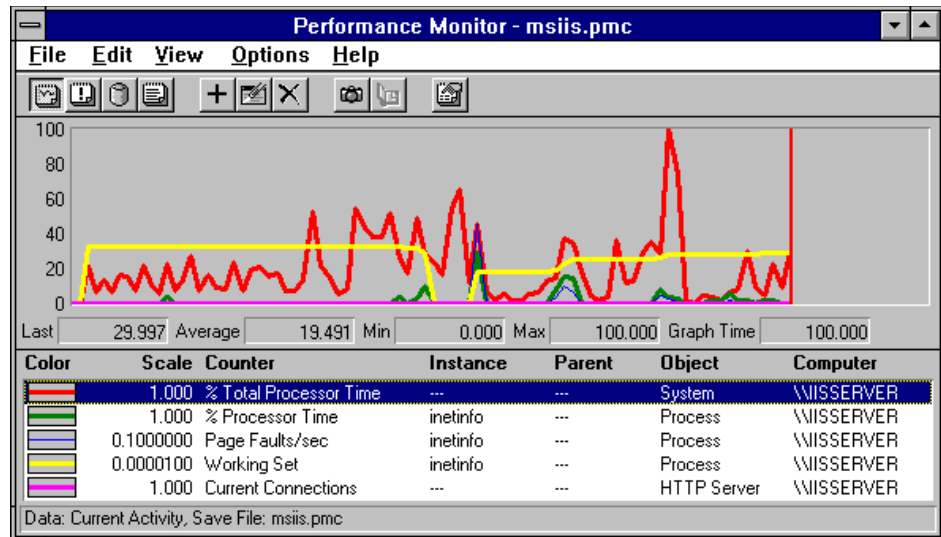 Performance Monitor - msiis.pmc
File Edit View Options Help
100
80
60
40
20
0
Last 29.997 Average 19.491 Min 0.000 Max 100.000 Graph Time 100.000
Color Scale Counter Instance Parent Object Computer
1.000 % Total Processor Time --- --- System \\IISSERVER
1.000 % Processor Time inetinfo --- Process \\IISSERVER
0.1000000 Page Faults/sec inetinfo --- Process \\IISSERVER
0.0000100 Working Set inetinfo --- Process \\IISSERVER
1.000 Current Connections --- --- HTTP Server \\IISSERVER
Data: Current Activity, Save File: msiis.pmc